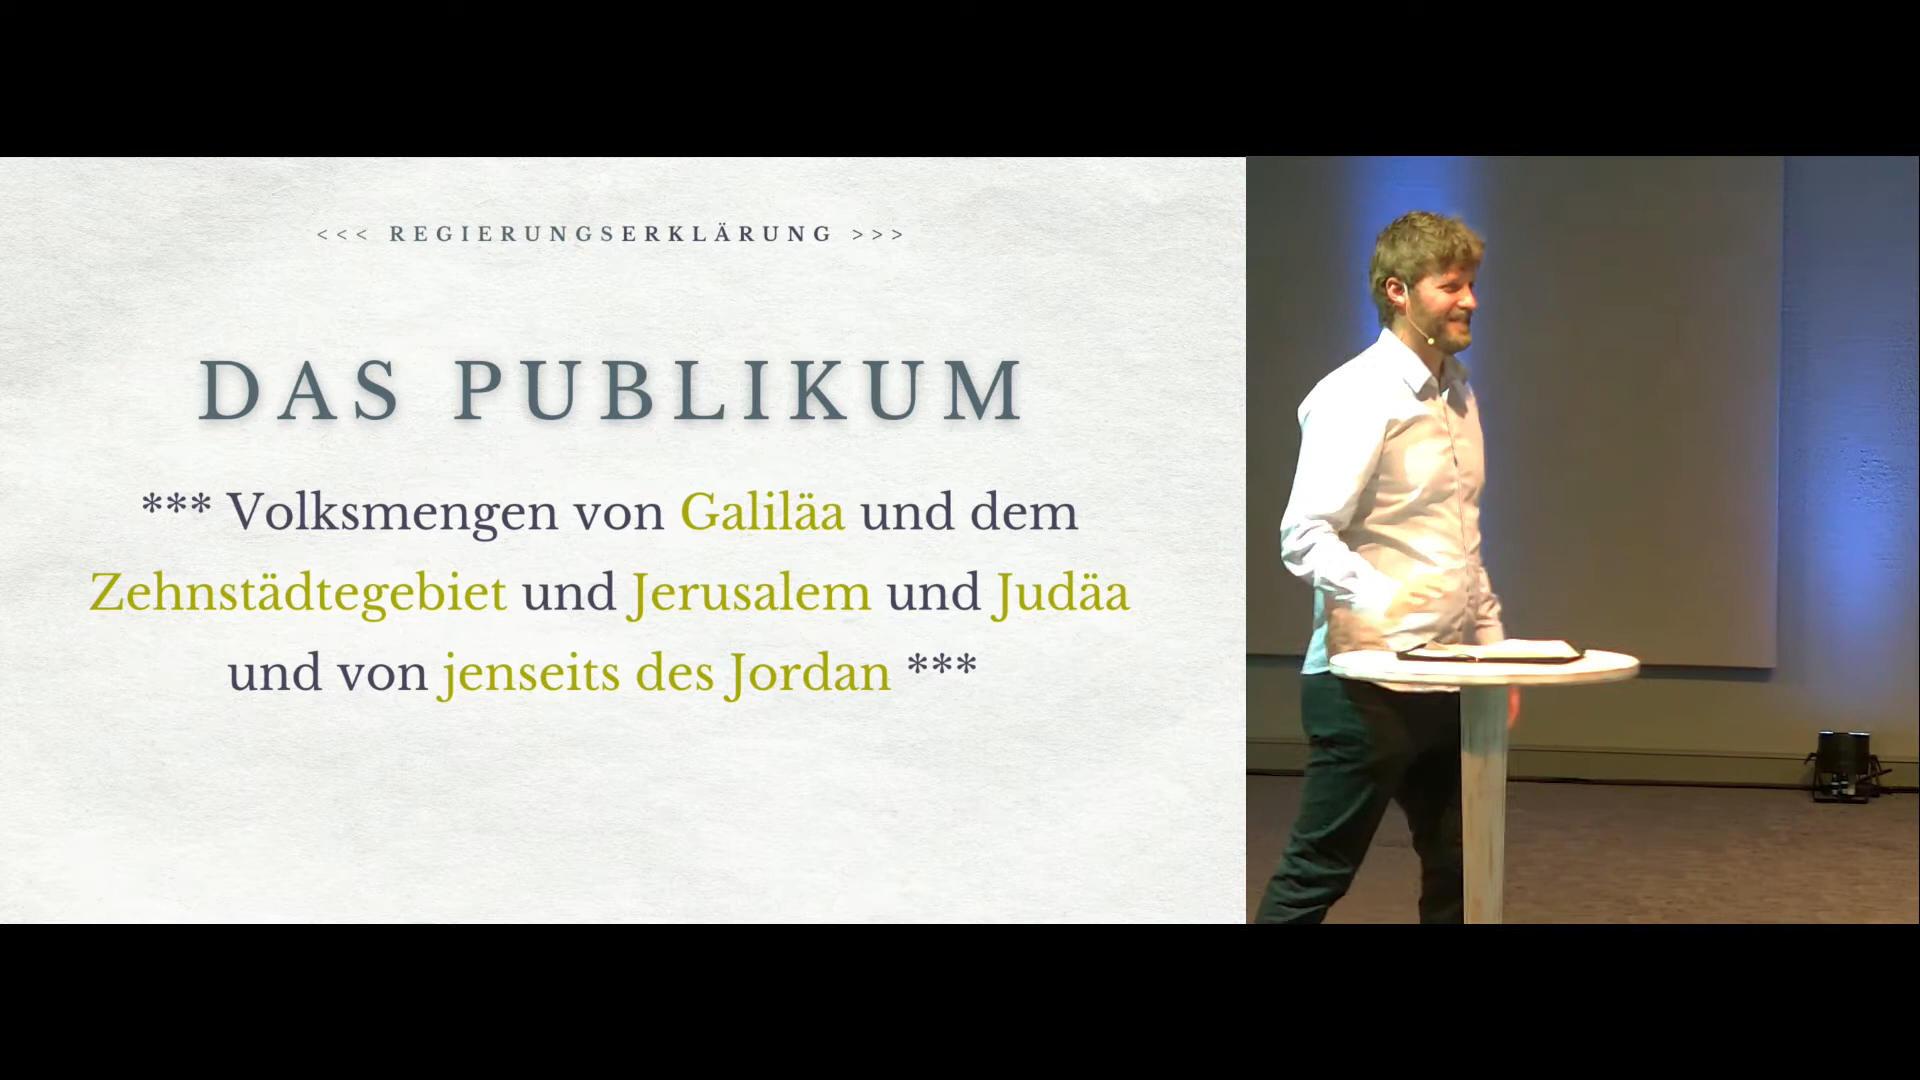 <<< REGIERUNGSERKLÄRUNG >>>
DAS PUBLIKUM
*** Volksmengen von Galiläa und dem
Zehnstädtegebiet und Jerusalem und Judäa
und von jenseits des Jordan ***